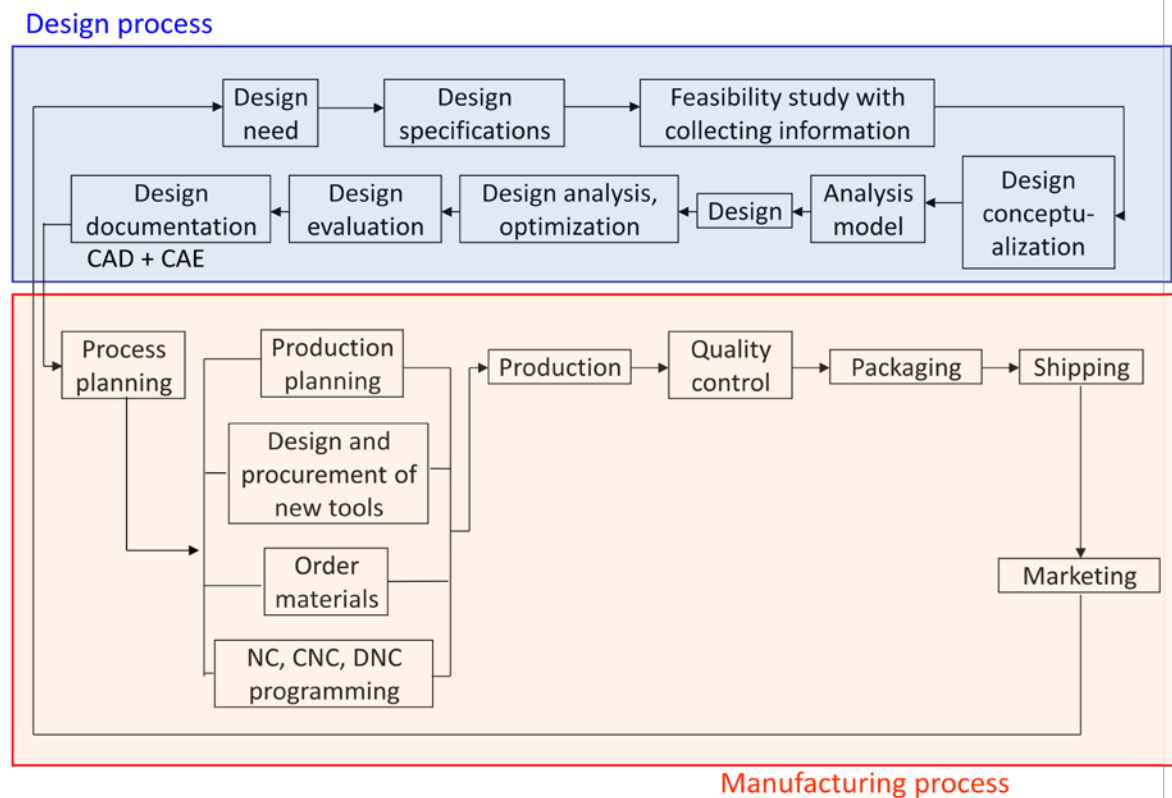 Design process
Design
need
Design
specifications
Feasibility study with
collecting information
Design
conceptu-
alization
Analysis
model
Design
Design analysis,
optimization
Design
evaluation
Design
documentation
CAD + CAE
Process
planning
Production
planning
Design and
procurement of
new tools
Order
materials
NC, CNC, DNC
programming
Production
Quality
control
Packaging
Shipping
Marketing
Manufacturing process